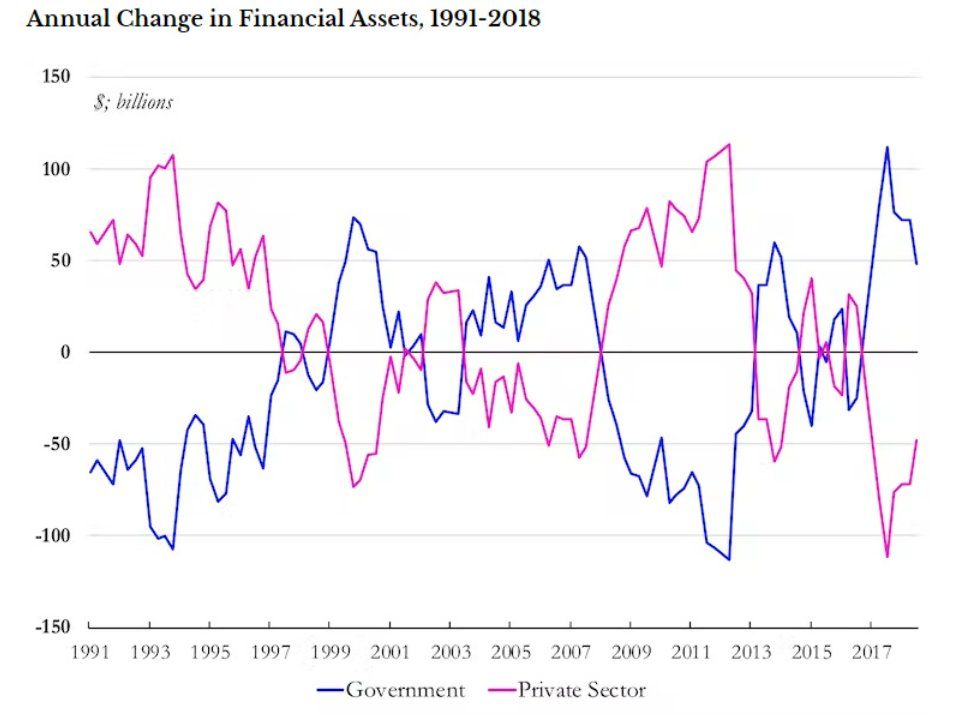 Annual Change in Financial Assets, 1991-2018
150
$; billions
100
50
0
-50
-100
-150
1991 1993 1995 1997 1999 2001 2003 2005 2007 2009 2011 2013 2015 2017
Government Private Sector